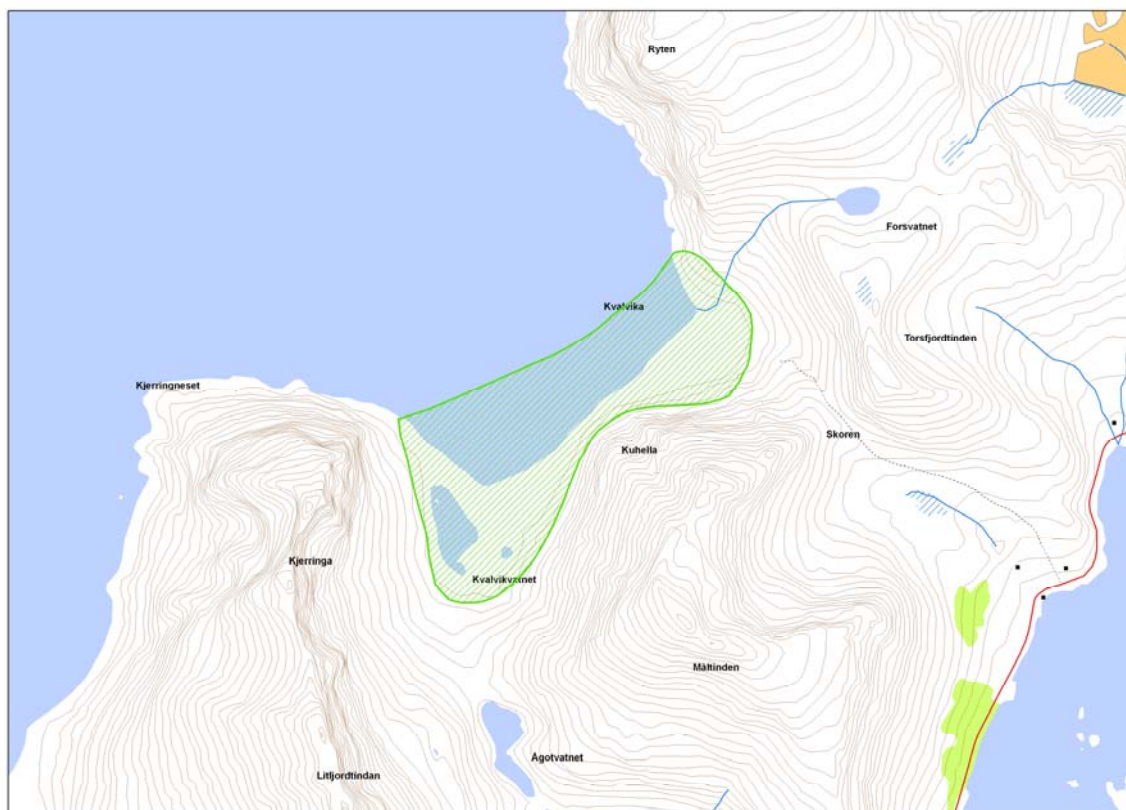 Ryten
Forsvatnet
Kvalvika
Torsfjordtinden
Kjerringneset
Skoren
Kuhella
Kjerringa
Kvalvikvatnet
Måltinden
Ågotvatnet
Litljordtindan